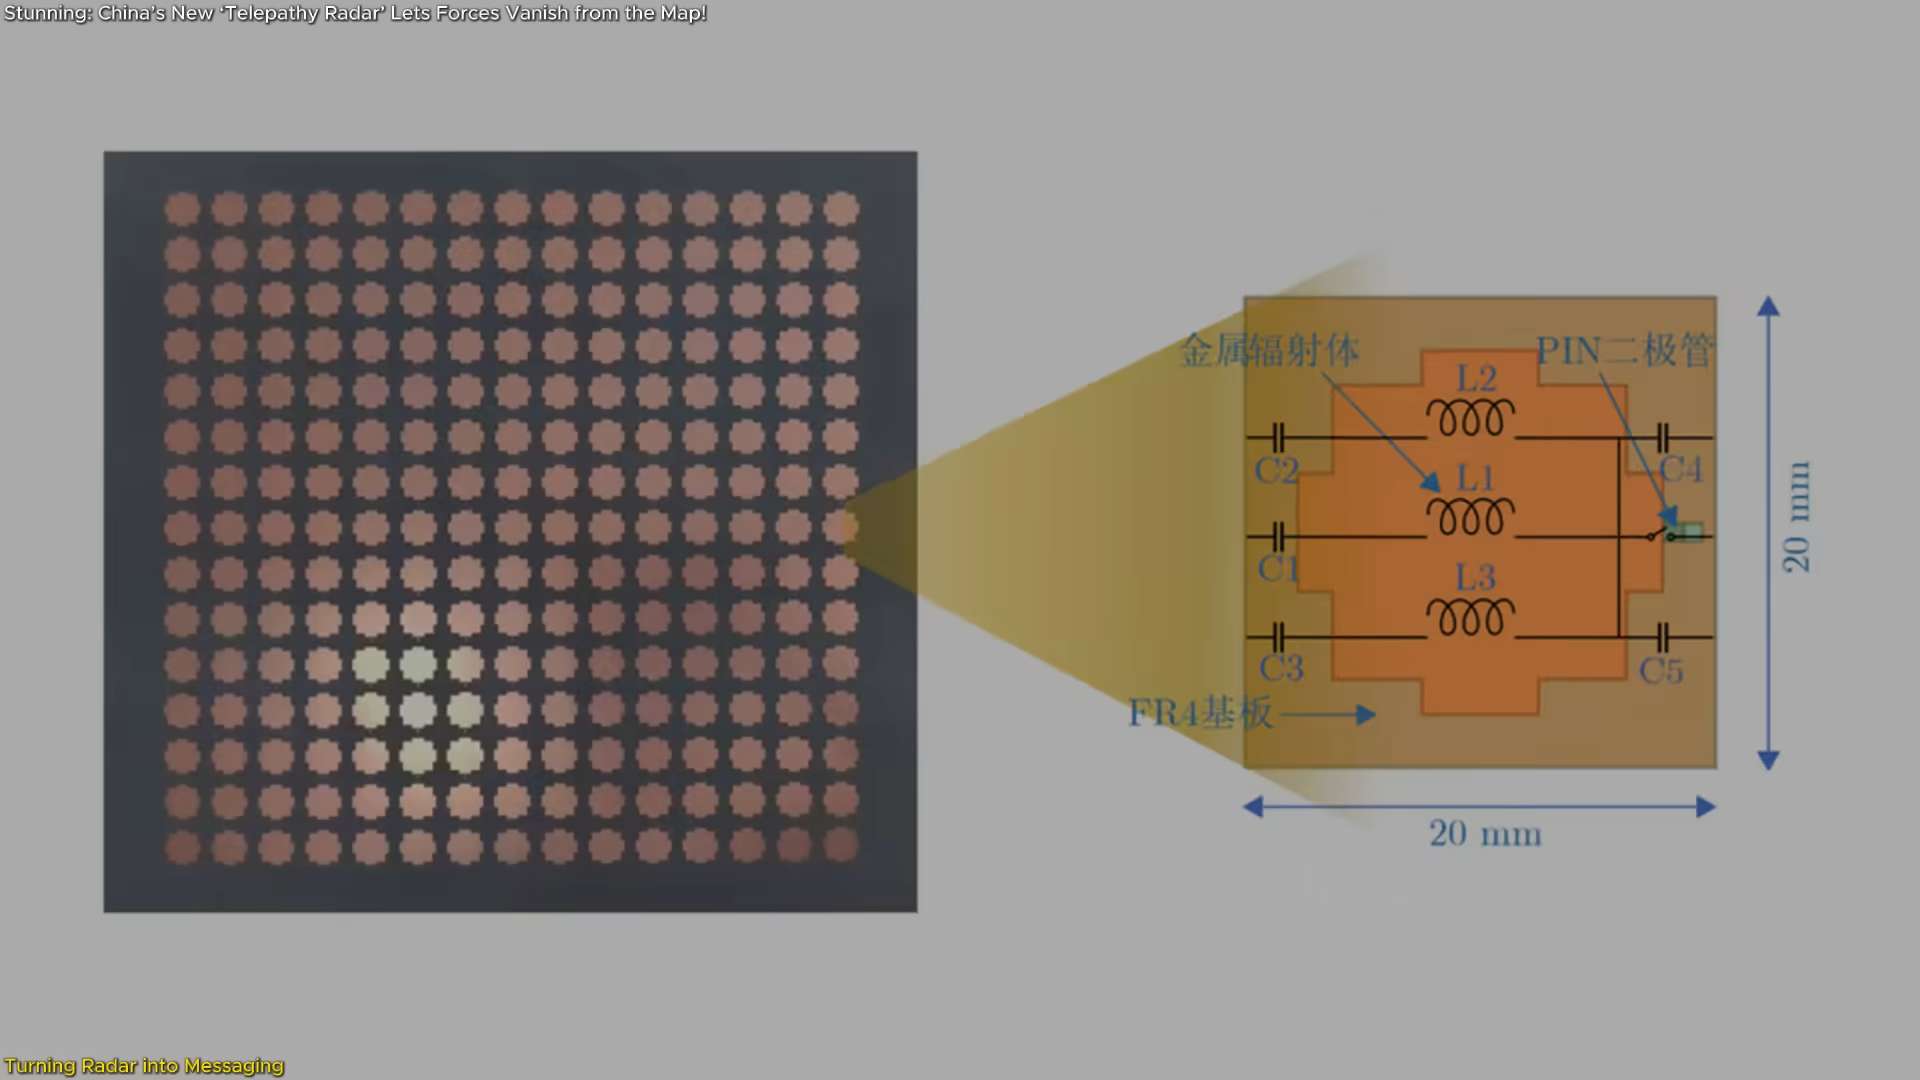 Stunning: China’s New ‘Telepathy Radar’ Lets Forces Vanish from the Map!
金属辐射体
PIN二极管
L2
C2
C4
L1
C1
L3
C3
C5
FR4基板
20 mm
20 mm
Turning Radar into Messaging